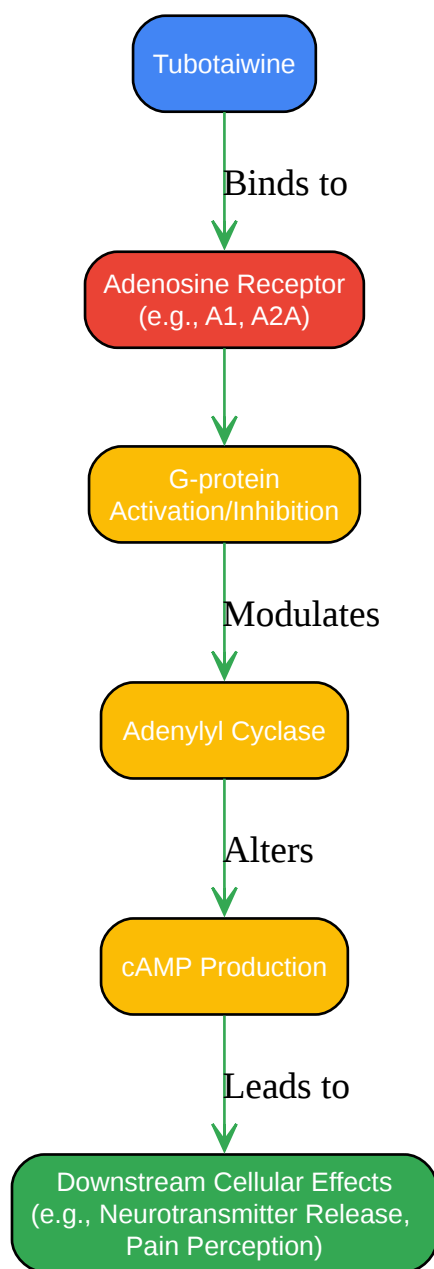 Tubotaiwine
Binds to
Adenosine Receptor
(e.g., A1, A2A)
G-protein
Activation/Inhibition
Modulates
Adenylyl Cyclase
Alters
cAMP Production
Leads to
Downstream Cellular Effects
(e.g., Neurotransmitter Release,
Pain Perception)